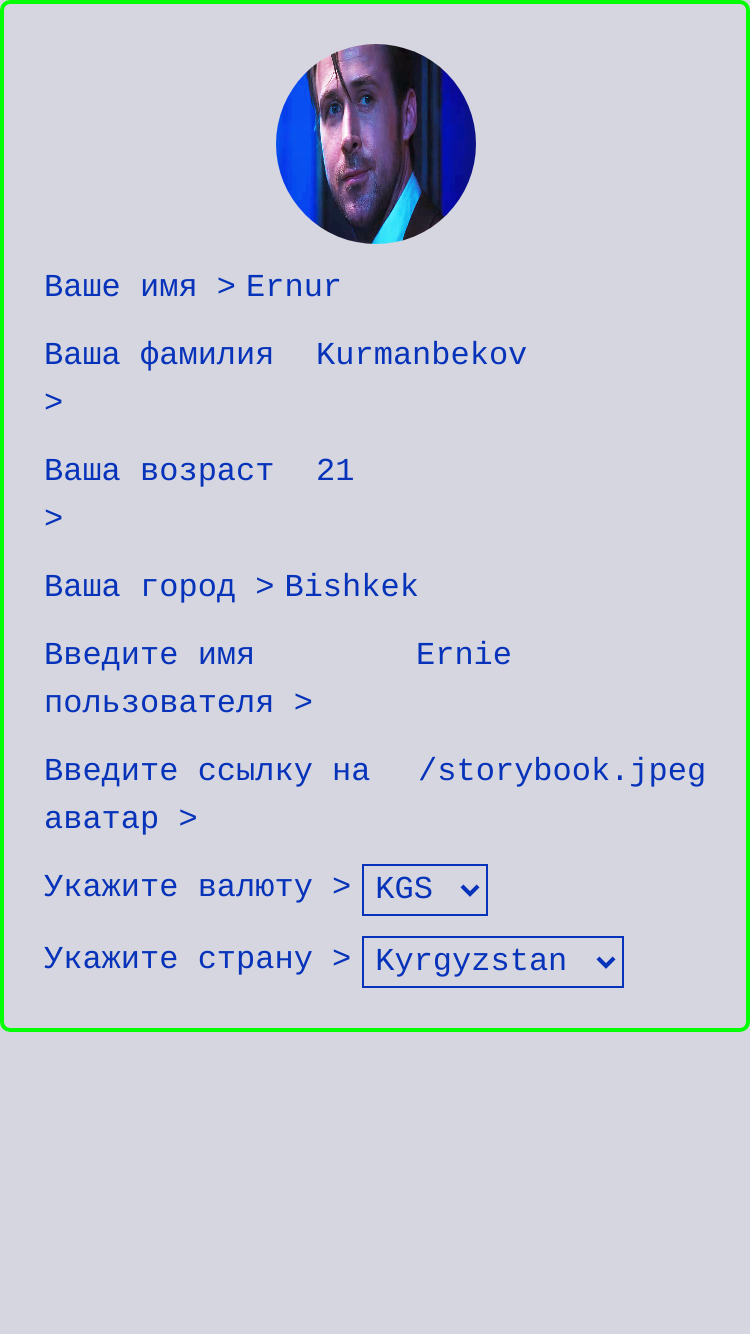 Ваше имя > Ernur
Ваша фамилия Kurmanbekov
>
Ваша возраст 21
>
Ваша город > Bishkek
Введите имя Ernie
пользователя >
Введите ссылку на /storybook.jpeg
аватар >
Укажите валюту > KGS
Укажите страну > Kyrgyzstan